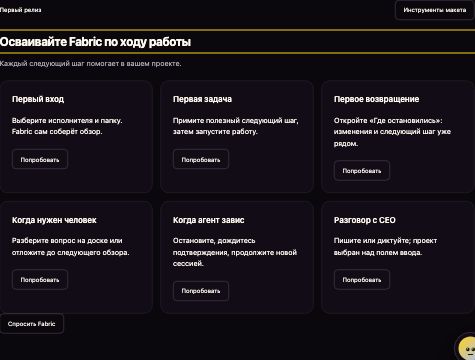 Первый релиз
Инструменты макета
Осваивайте Fabric по ходу работы
Каждый следующий шаг помогает в вашем проекте.
Первый вход
Выберите исполнителя и папку.
Fabric сам соберёт обзор.
Попробовать
Первая задача
Примите полезный следующий шаг,
затем запустите работу.
Попробовать
Первое возвращение
Откройте «Где остановились»:
изменения и следующий шаг уже
рядом.
Попробовать
Когда нужен человек
Разберите вопрос на доске или
отложите до следующего обзора.
Попробовать
Когда агент завис
Остановите, дождитесь
подтверждения, продолжите новой
сессией.
Попробовать
Разговор с CEO
Пишите или диктуйте; проект
выбран над полем ввода.
Попробовать
Спросить Fabric